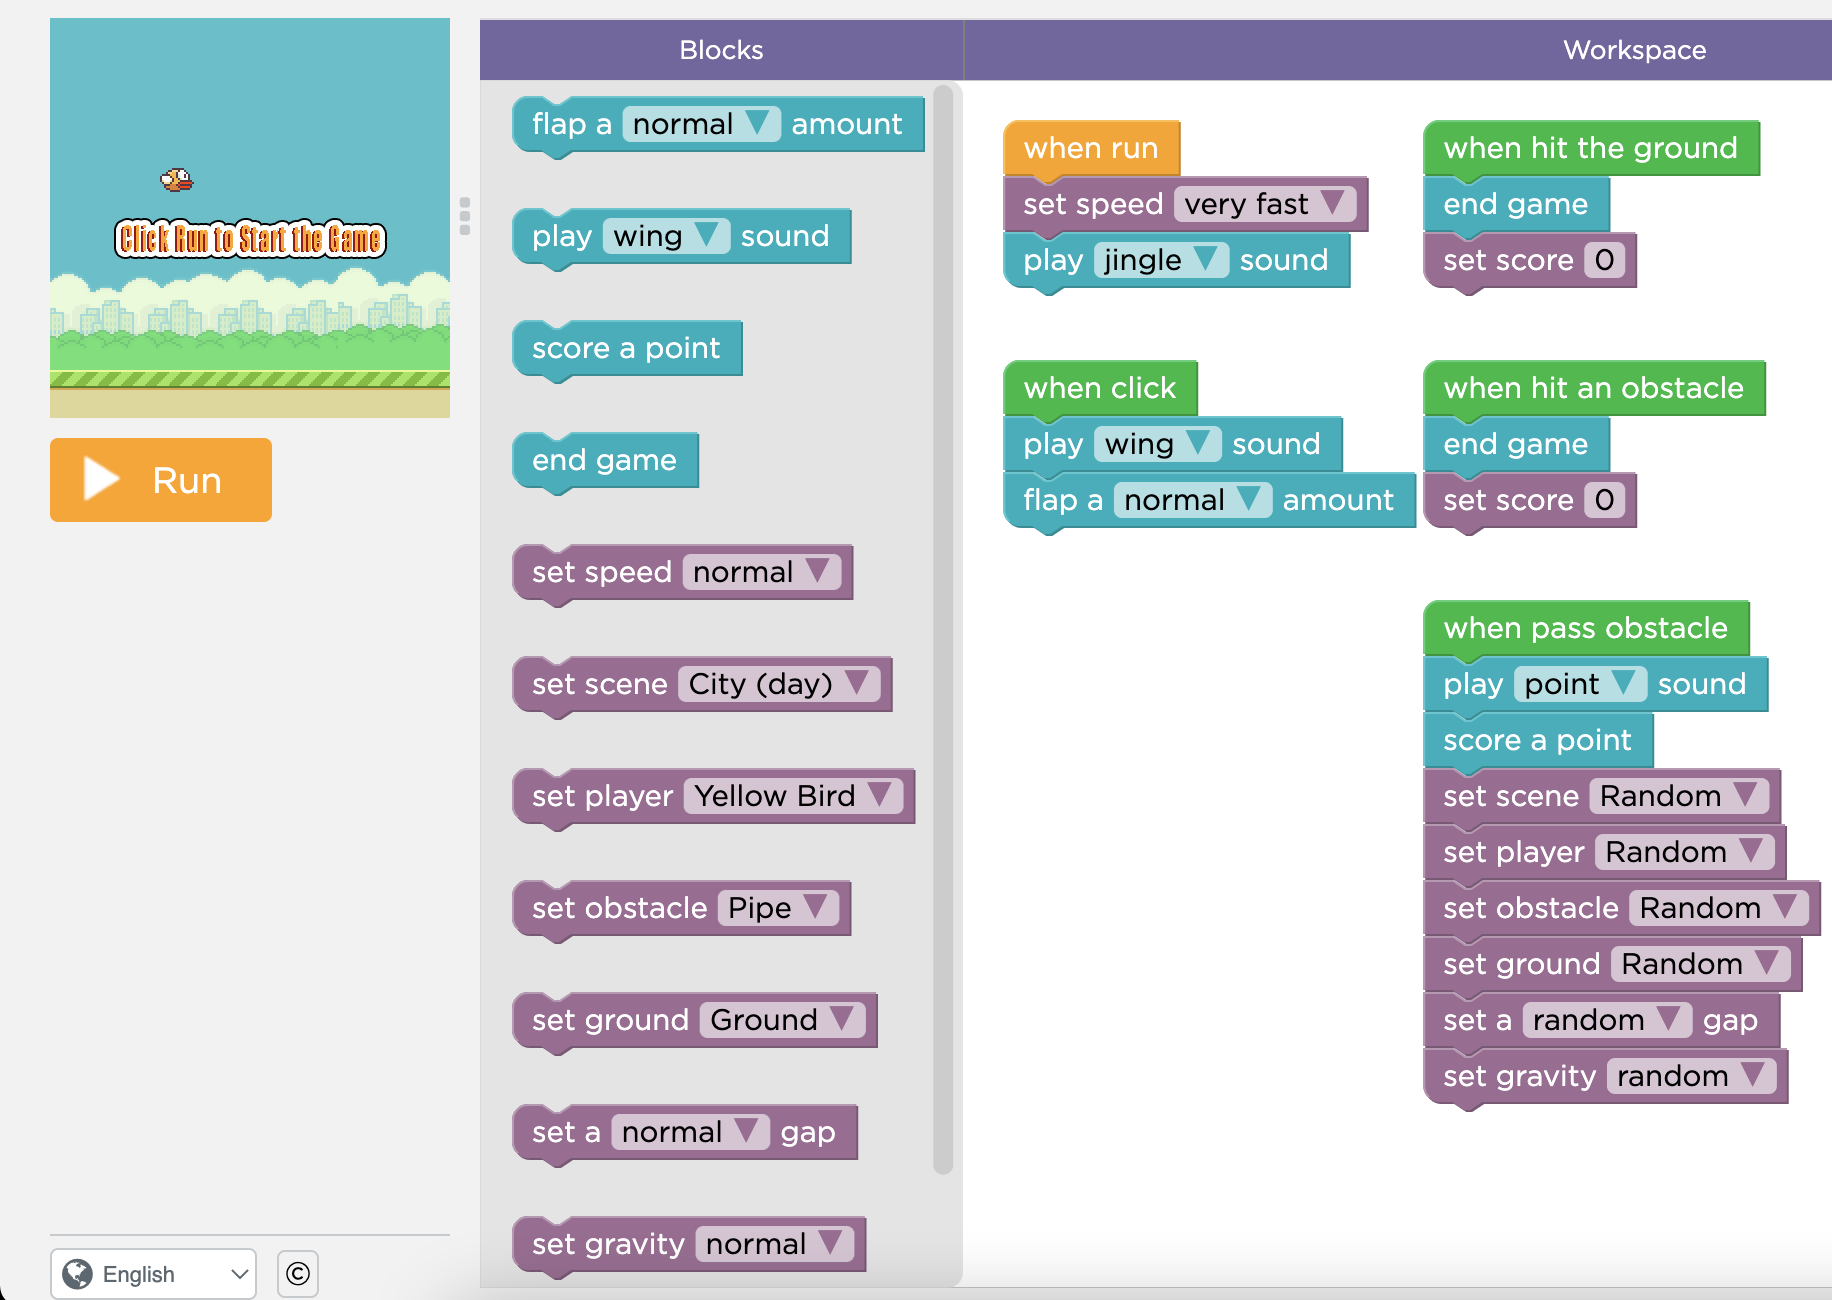 Click Run to Start the Game
Run
English
©
Blocks
flap a normal ▼ amount
play wing ▼ sound
score a point
end game
set speed normal ▼
set scene City (day) ▼
set player Yellow Bird ▼
set obstacle Pipe ▼
set ground Ground ▼
set a normal ▼ gap
set gravity normal ▼
Workspace
when run
set speed very fast ▼
play jingle ▼ sound
when click
play wing ▼ sound
flap a normal ▼ amount
when hit the ground
end game
set score 0
when hit an obstacle
end game
set score 0
when pass obstacle
play point ▼ sound
score a point
set scene Random ▼
set player Random ▼
set obstacle Random ▼
set ground Random ▼
set a random ▼ gap
set gravity random ▼